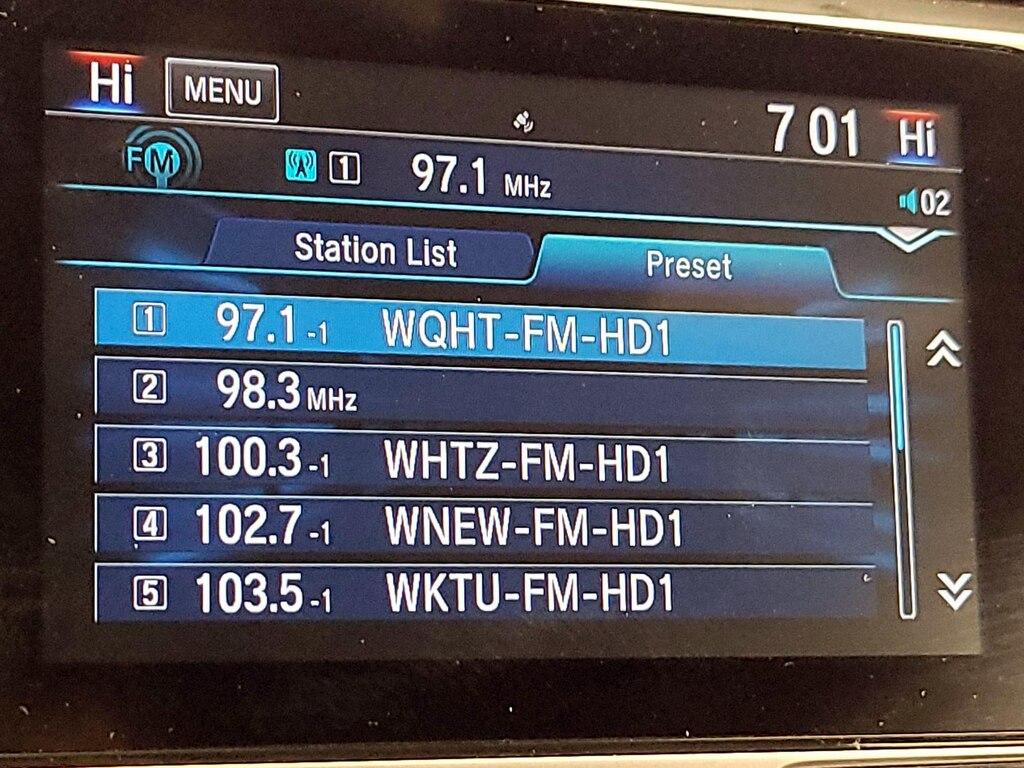 Hi MENU 7 01 Hi
FM 1 97.1 MHz 02
Station List Preset
1 97.1-1 WQHT-FM-HD1
2 98.3 MHz
3 100.3-1 WHTZ-FM-HD1
4 102.7-1 WNEW-FM-HD1
5 103.5-1 WKTU-FM-HD1